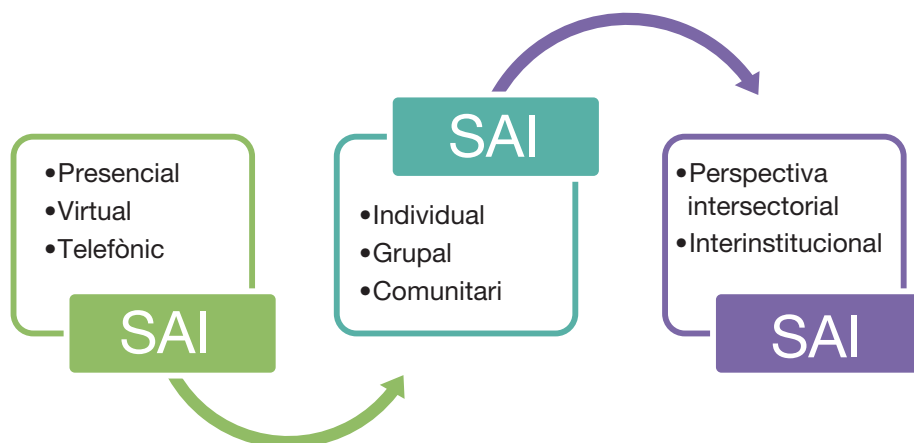 •Presencial
•Virtual
•Telefònic
SAI
SAI
•Individual
•Grupal
•Comunitari
•Perspectiva
intersectorial
•Interinstitucional
SAI